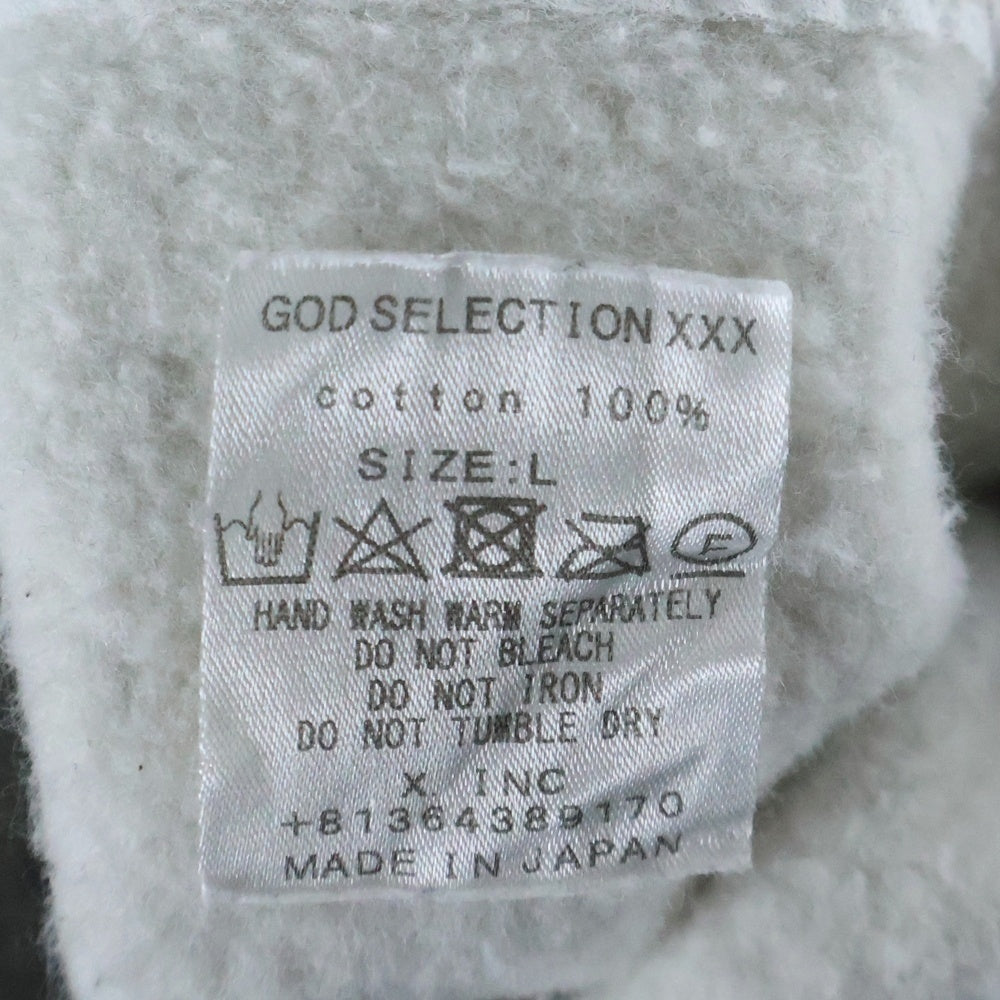 GOD SELECTION XXX
cotton 100%
SIZE:L
F
HAND WASH WARM SEPARATELY
DO NOT BLEACH
DO NOT IRON
DO NOT TUMBLE DRY
X INC
+81364389170
MADE IN JAPAN